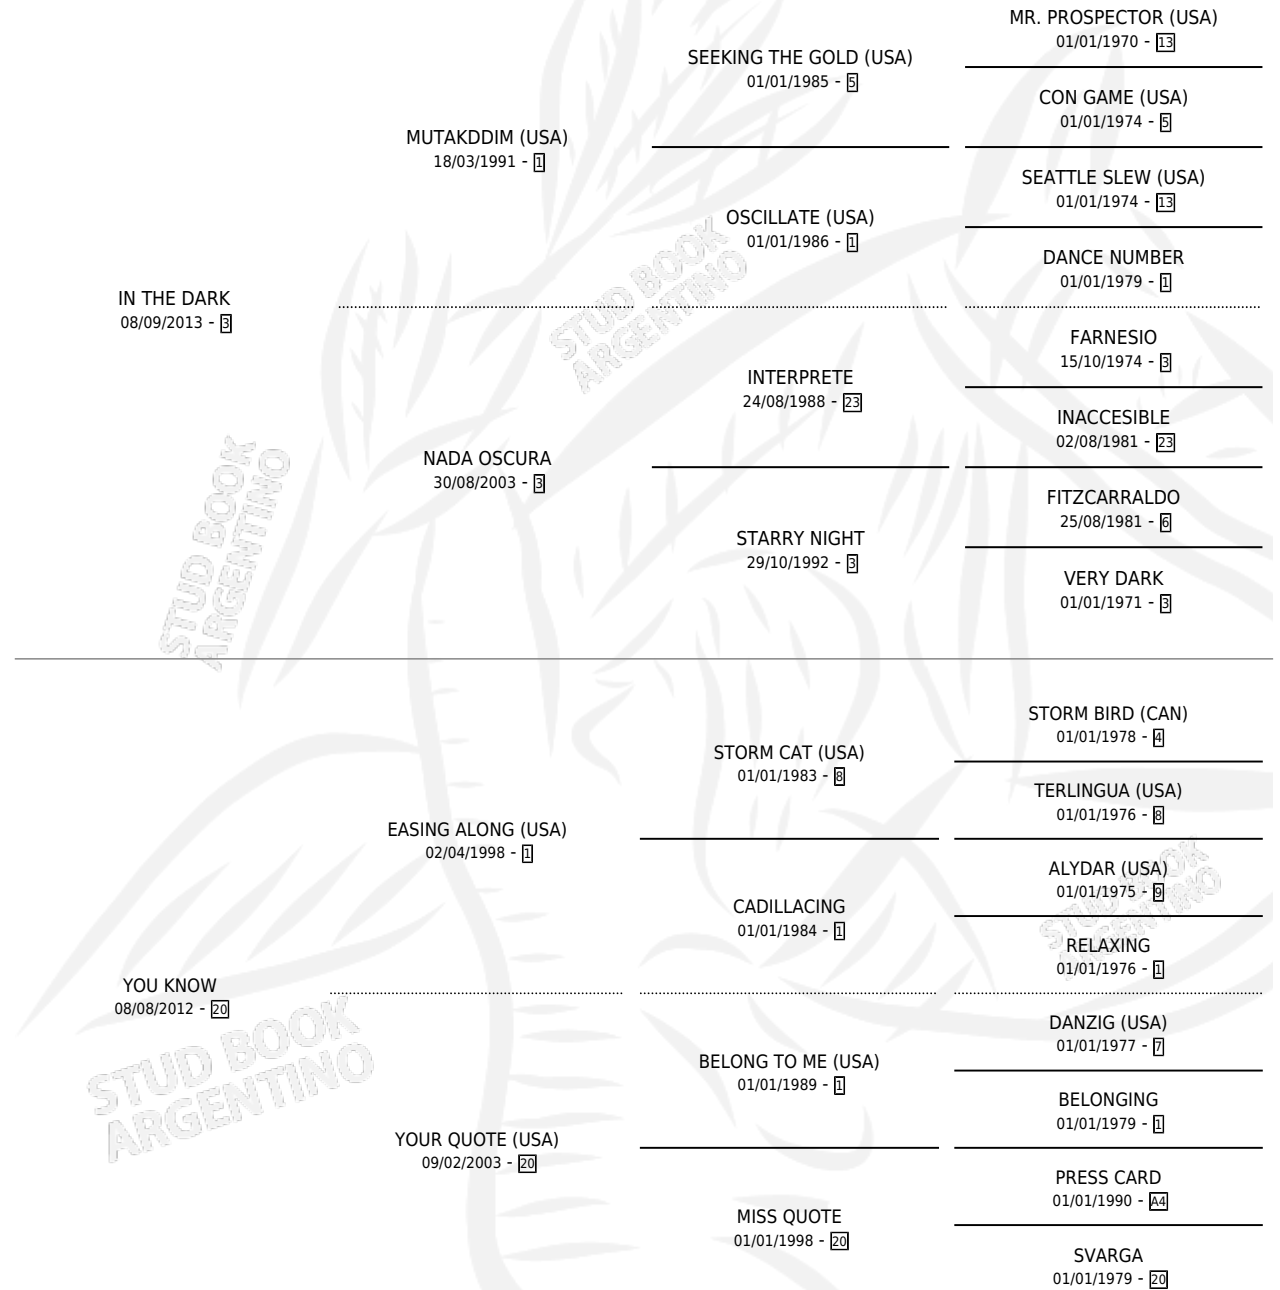 MR. PROSPECTOR (USA)
01/01/1970 - 13
SEEKING THE GOLD (USA)
01/01/1985 - 5
CON GAME (USA)
01/01/1974 - 5
MUTAKDDIM (USA)
18/03/1991 - 1
SEATTLE SLEW (USA)
01/01/1974 - 13
OSCILLATE (USA)
01/01/1986 - 1
DANCE NUMBER
01/01/1979 - 1
IN THE DARK
08/09/2013 - 3
FARNESIO
15/10/1974 - 3
INTERPRETE
24/08/1988 - 23
INACCESIBLE
02/08/1981 - 23
NADA OSCURA
30/08/2003 - 3
FITZCARRALDO
25/08/1981 - 6
STARRY NIGHT
29/10/1992 - 3
VERY DARK
01/01/1971 - 3
STORM BIRD (CAN)
01/01/1978 - 4
STORM CAT (USA)
01/01/1983 - 8
TERLINGUA (USA)
01/01/1976 - 8
EASING ALONG (USA)
02/04/1998 - 1
ALYDAR (USA)
01/01/1975 - 9
CADILLACING
01/01/1984 - 1
RELAXING
01/01/1976 - 1
YOU KNOW
08/08/2012 - 20
DANZIG (USA)
01/01/1977 - 7
BELONG TO ME (USA)
01/01/1989 - 1
BELONGING
01/01/1979 - 1
YOUR QUOTE (USA)
09/02/2003 - 20
PRESS CARD
01/01/1990 - A4
MISS QUOTE
01/01/1998 - 20
SVARGA
01/01/1979 - 20
STUD BOOK
ARGENTINO
STUD BOOK
ARGENTINO
STUD BOOK
ARGENTINO
STUD BOOK
ARGENTINO